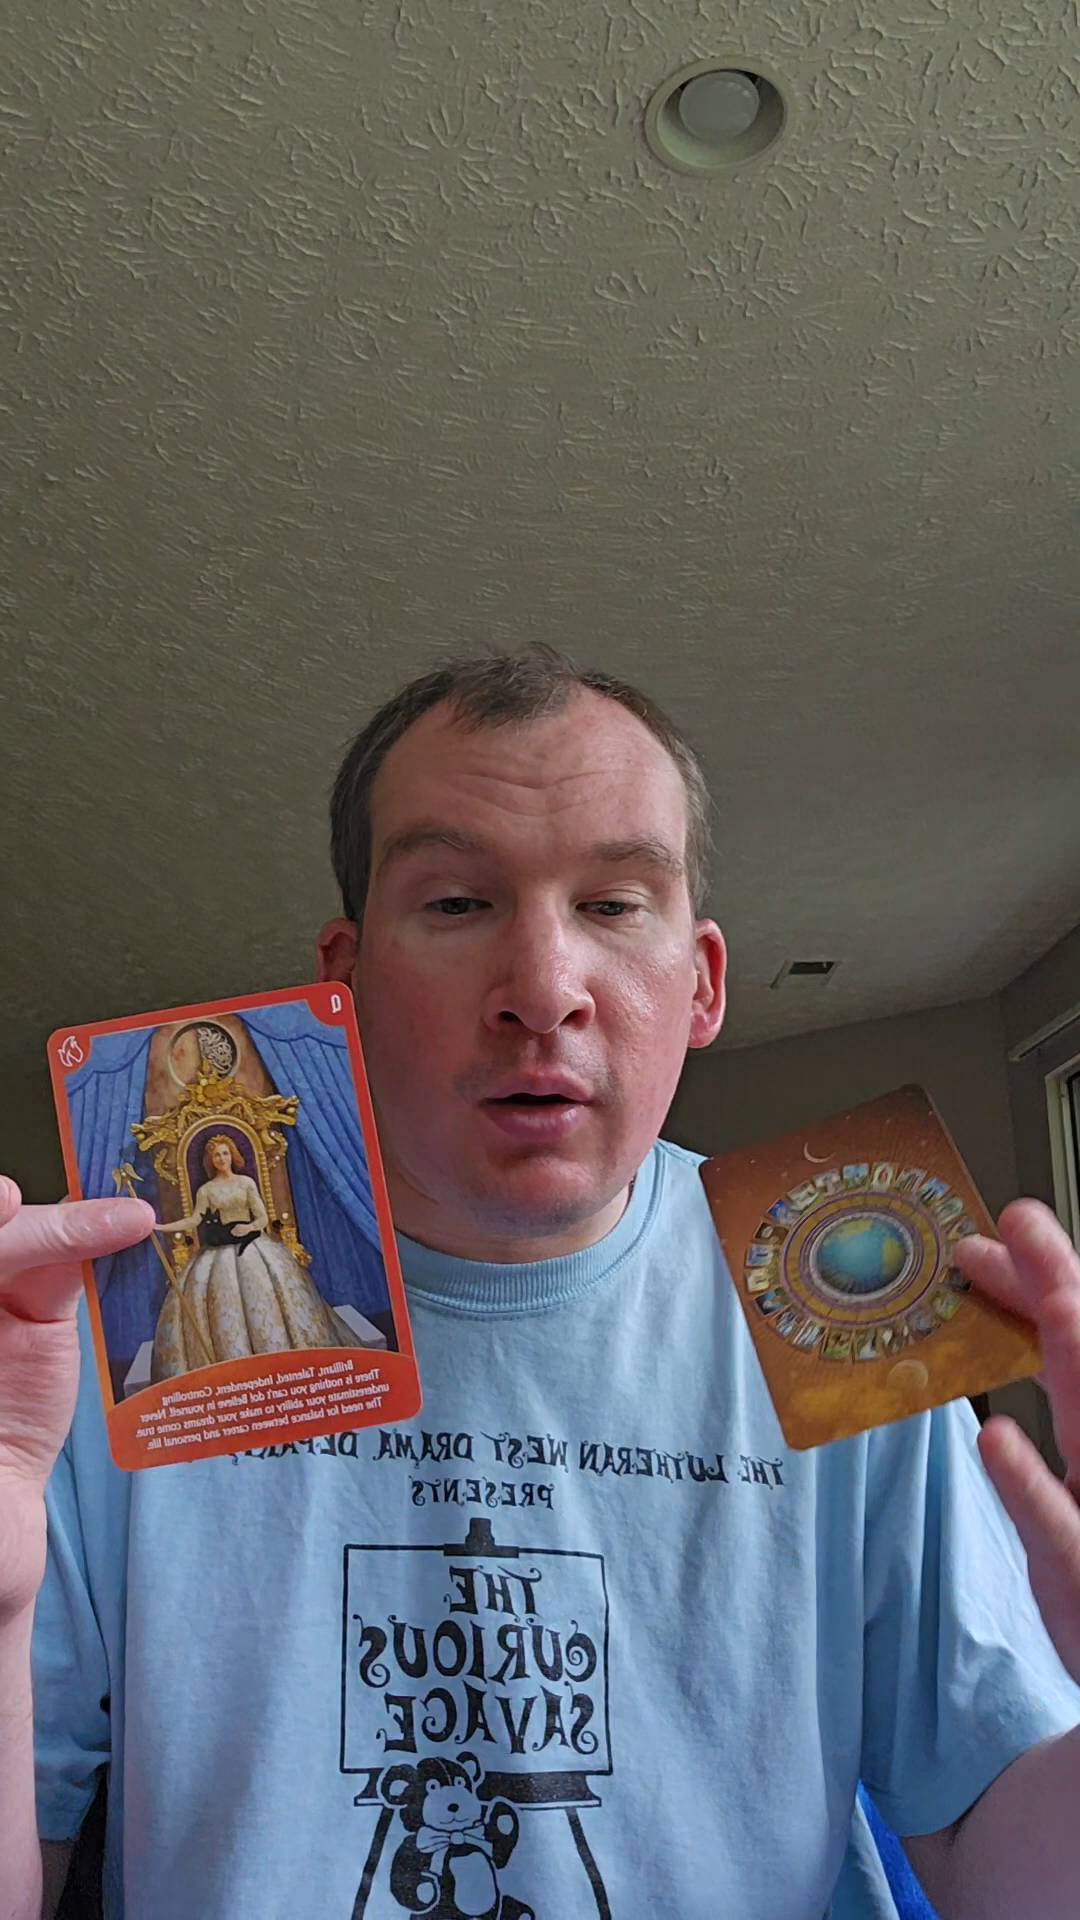 Q
Brilliant, Talented, Independent, Controlling
There is nothing you can't do! Believe in yourself. Never
underestimate your ability to make your dreams come true.
The need for balance between career and personal life.
THE LUTHERAN WEST DRAMA
PRESENTS
THE
CURIOUS
SAVAGE